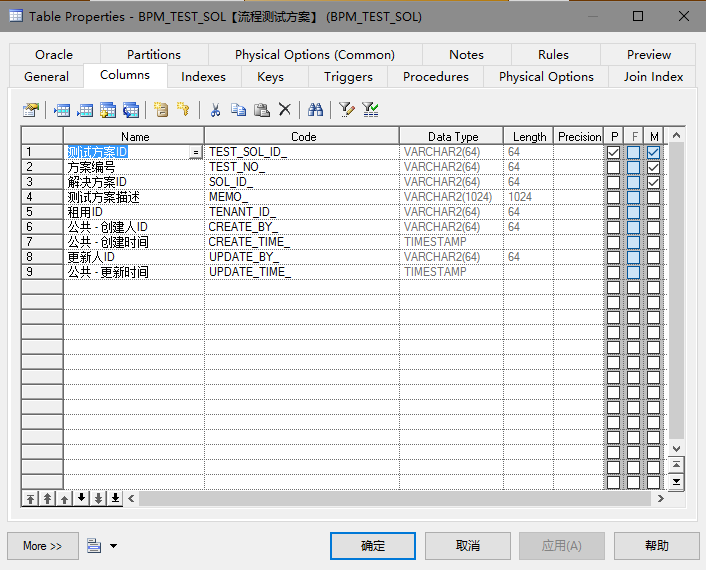 Table Properties - BPM_TEST_SOL【流程测试方案】 (BPM_TEST_SOL)
Oracle Partitions Physical Options (Common) Notes Rules Preview
General Columns Indexes Keys Triggers Procedures Physical Options Join Index
Name Code Data Type Length Precision P F M
1 测试方案ID = TEST_SOL_ID_ VARCHAR2(64) 64
2 方案编号 TEST_NO_ VARCHAR2(64) 64
3 解决方案ID SOL_ID_ VARCHAR2(64) 64
4 测试方案描述 MEMO_ VARCHAR2(1024) 1024
5 租用ID TENANT_ID_ VARCHAR2(64) 64
6 公共 - 创建人ID CREATE_BY_ VARCHAR2(64) 64
7 公共 - 创建时间 CREATE_TIME_ TIMESTAMP
8 更新人ID UPDATE_BY_ VARCHAR2(64) 64
9 公共 - 更新时间 UPDATE_TIME_ TIMESTAMP
More >> 确定 取消 应用(A) 帮助